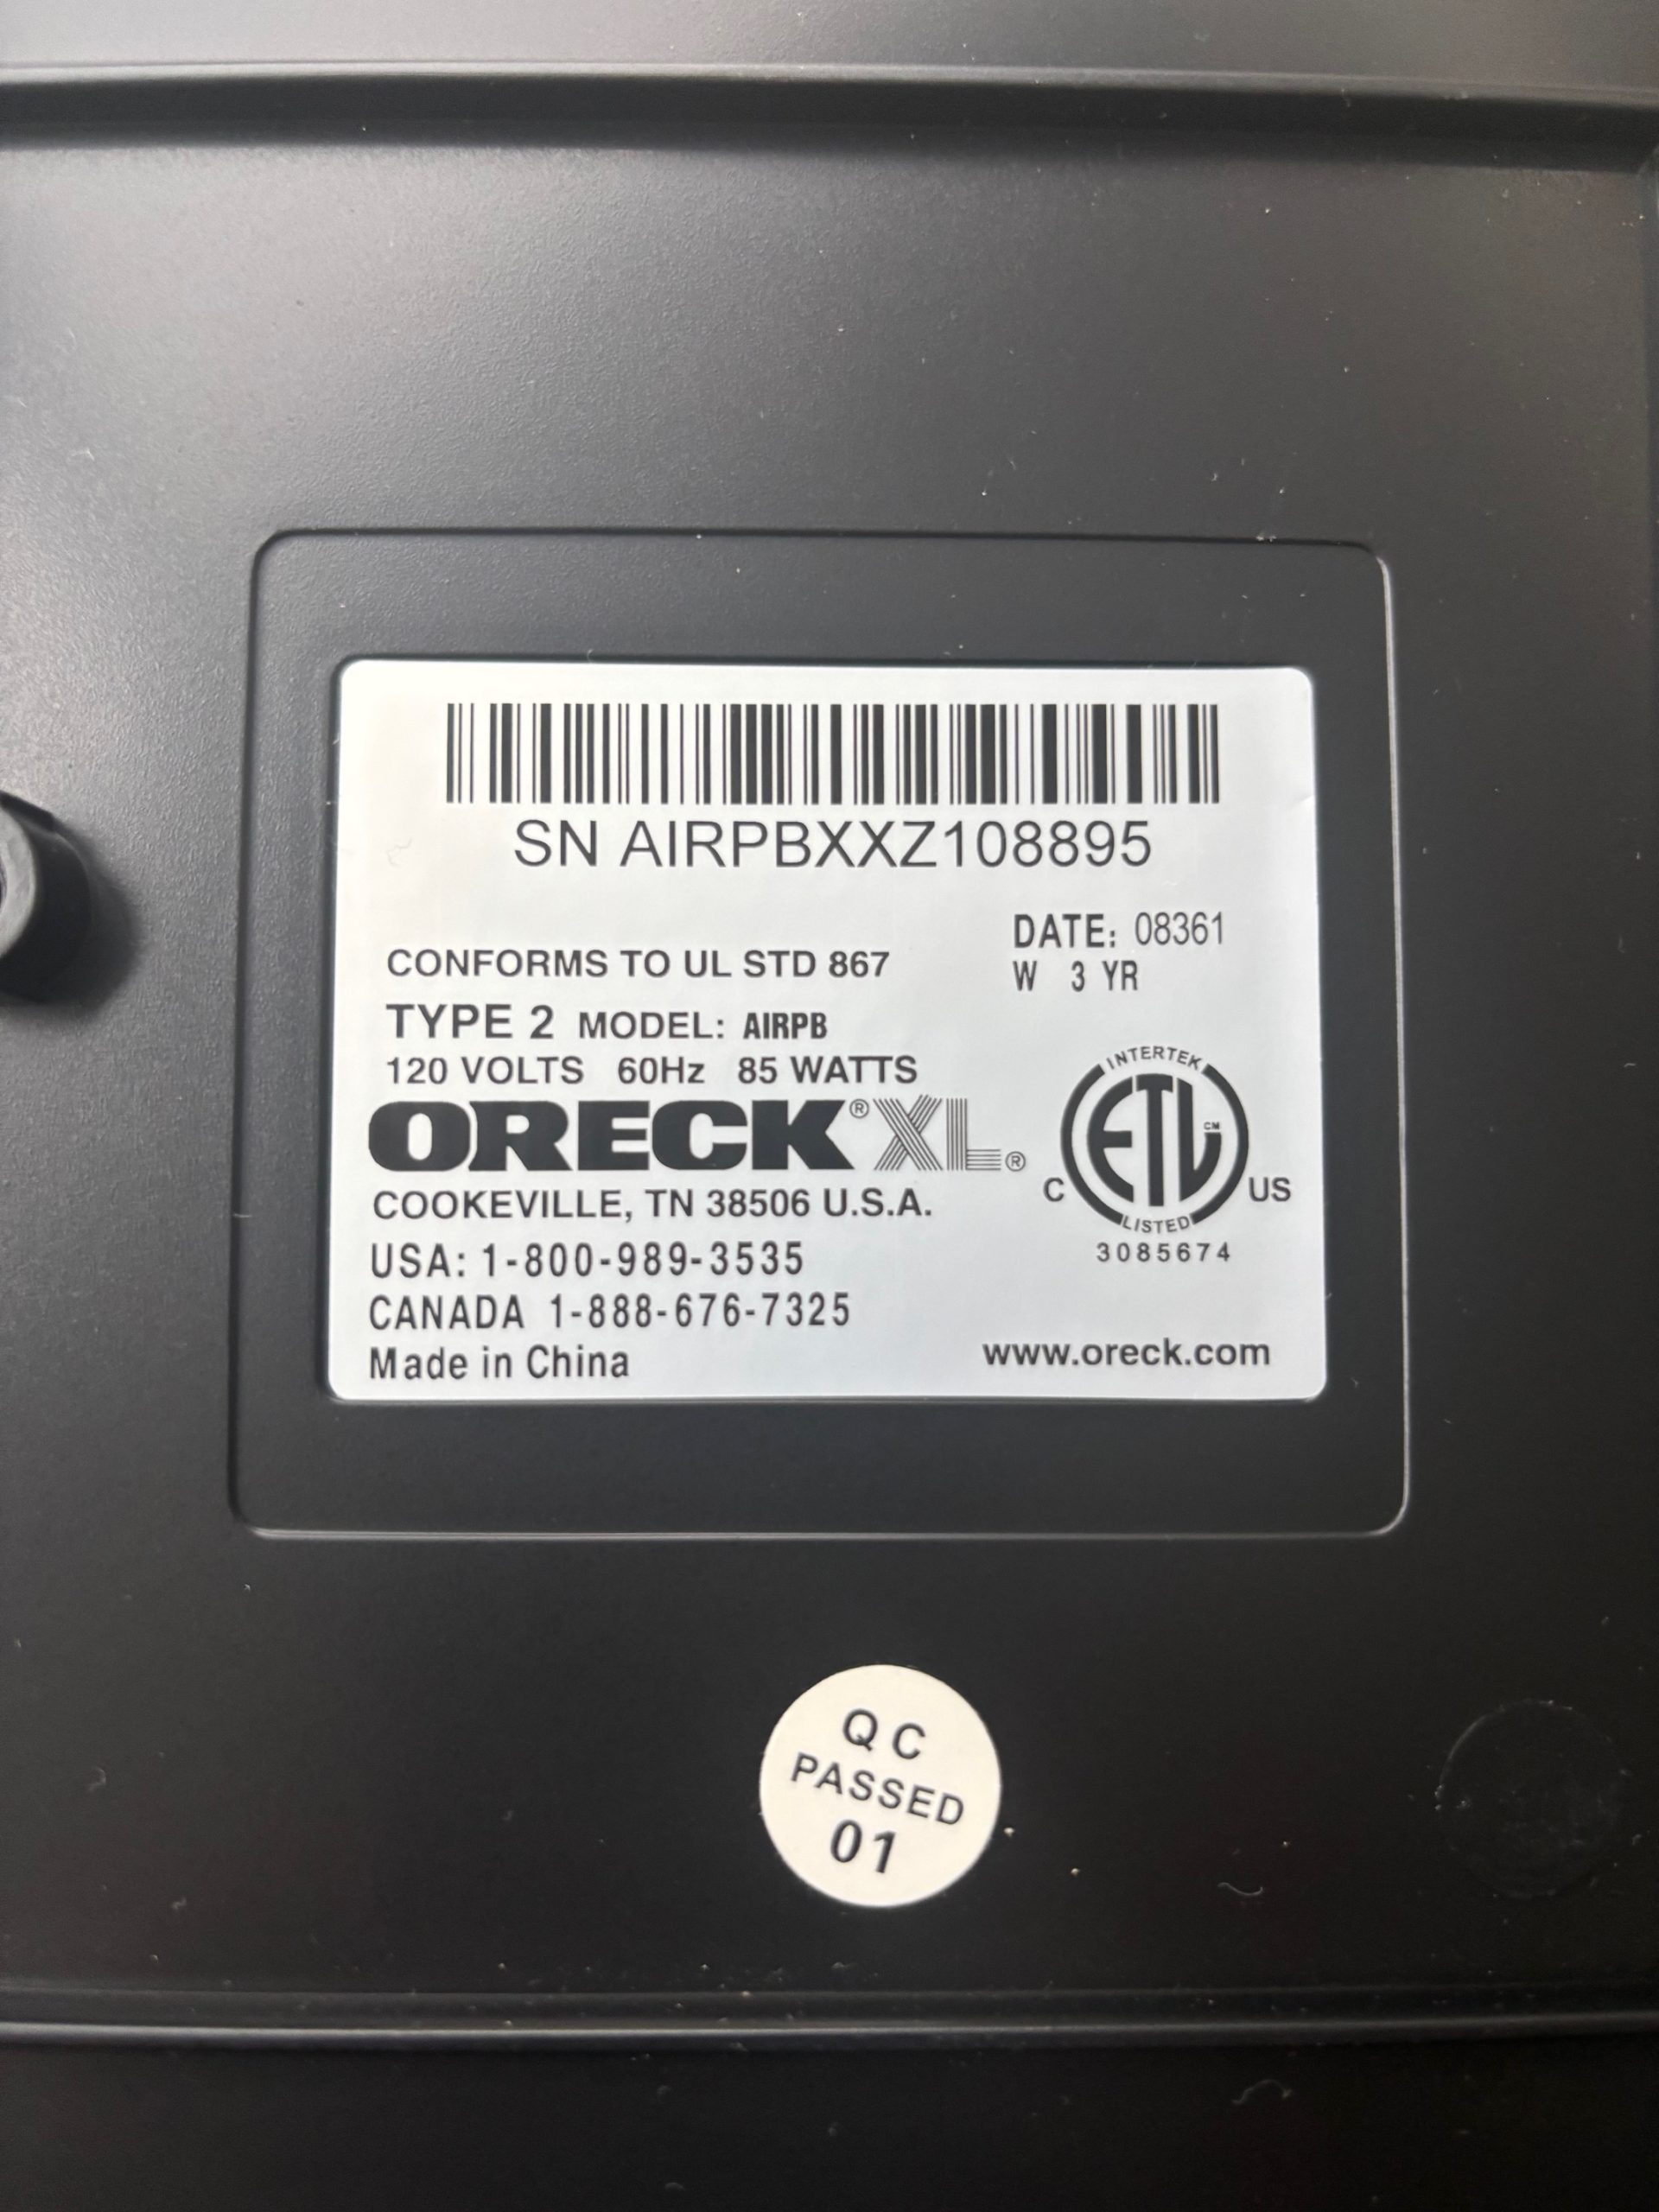 SN AIRPBXXZ108895
DATE: 08361
W 3 YR
CONFORMS TO UL STD 867
TYPE 2 MODEL: AIRPB
120 VOLTS 60Hz 85 WATTS
ORECK® XL®
COOKEVILLE, TN 38506 U.S.A.
USA: 1-800-989-3535
CANADA 1-888-676-7325
Made in China
INTERTEK
ETL CM
C US
LISTED
3085674
www.oreck.com
QC
PASSED
01